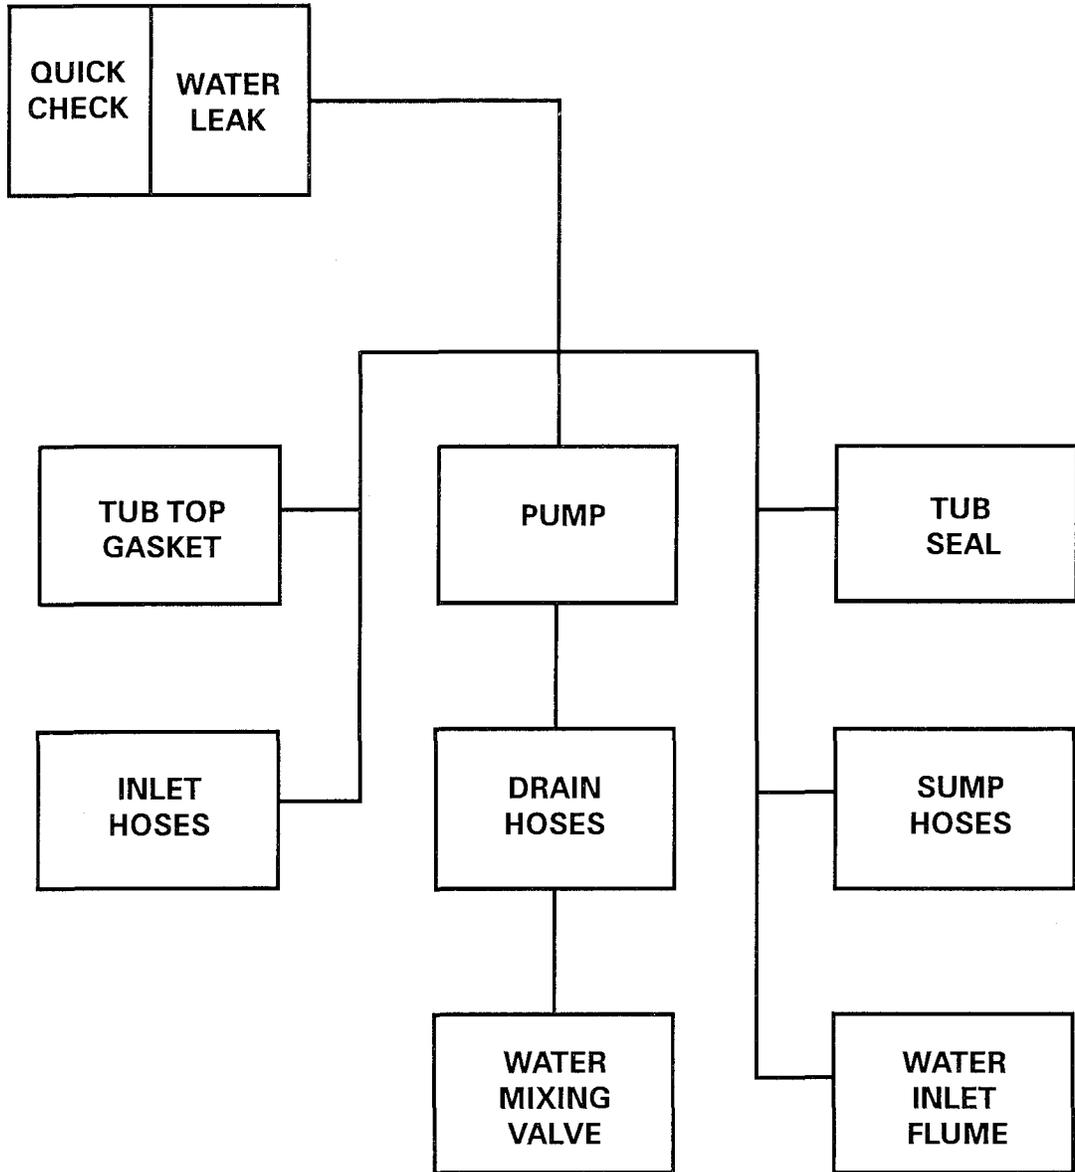 QUICK
CHECK
WATER
LEAK
TUB TOP
GASKET
PUMP
TUB
SEAL
INLET
HOSES
DRAIN
HOSES
SUMP
HOSES
WATER
MIXING
VALVE
WATER
INLET
FLUME